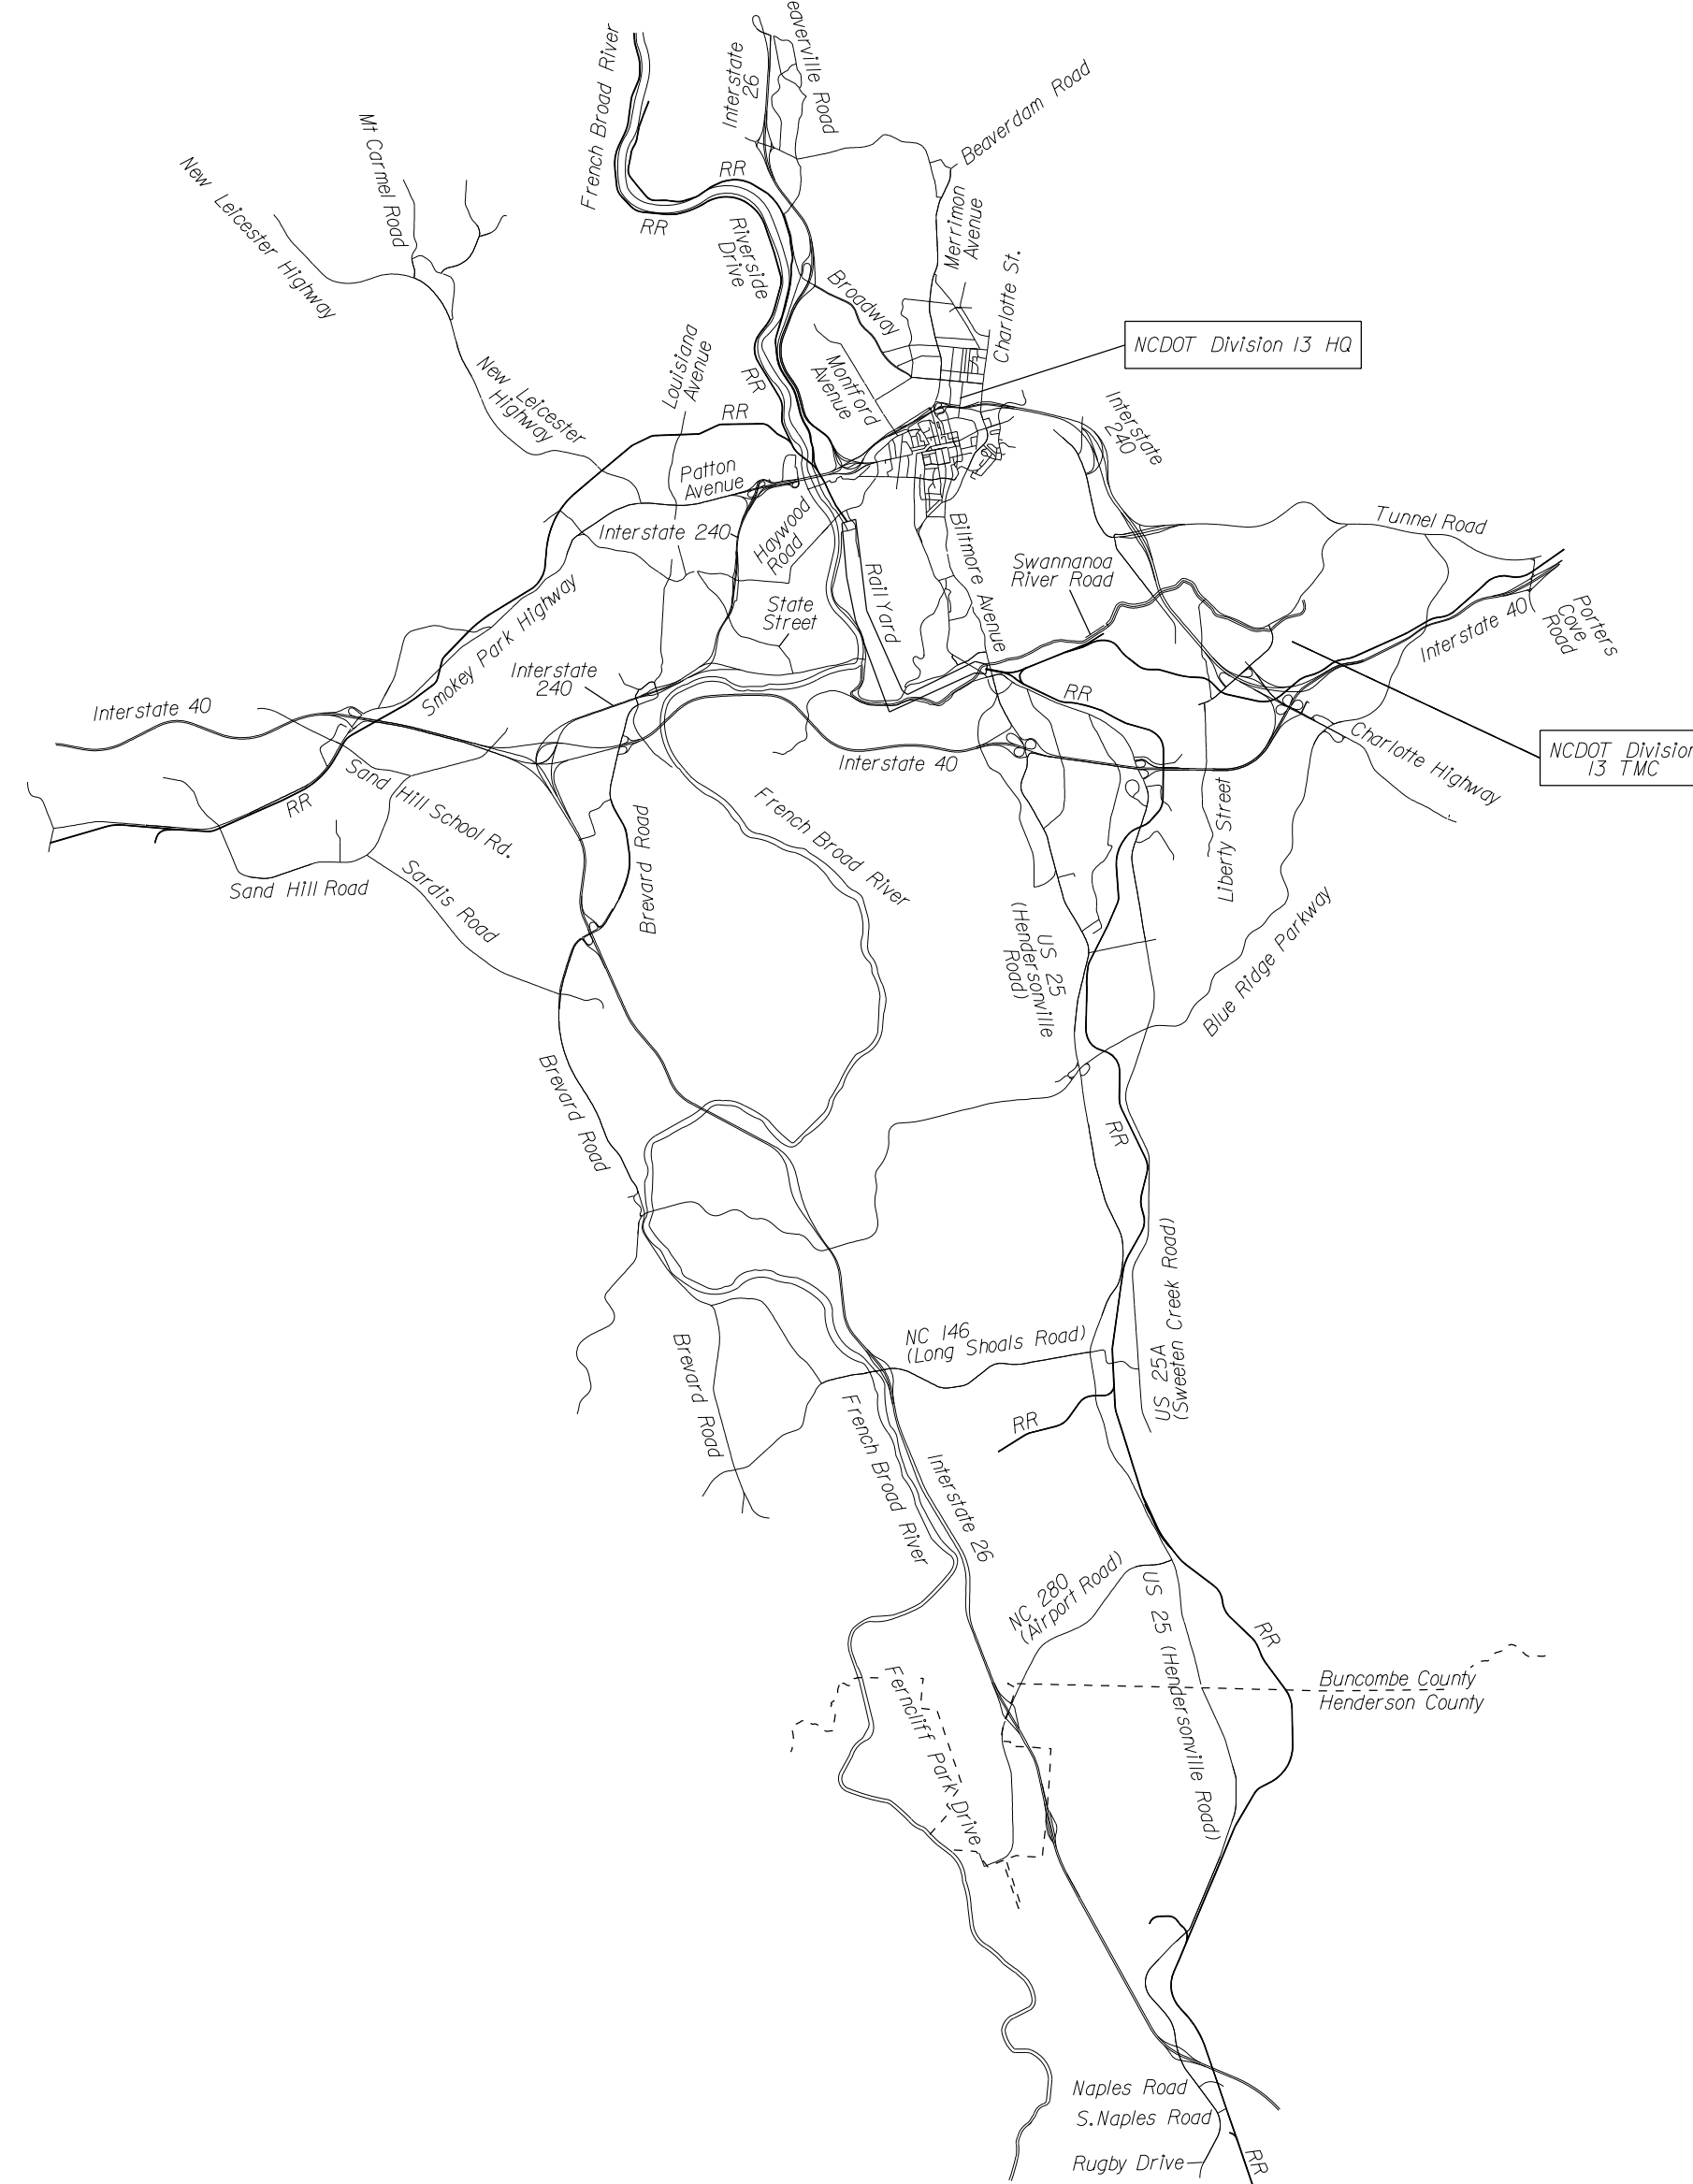 eaverville Road
French Broad River
Interstate
26
Beaverdam Road
Mt Carmel Road
New Leicester Highway
RR
RR
Merrimon
Avenue
Riverside
Drive
Broadway
Charlotte St.
NCDOT Division 13 HQ
Louisiana
Avenue
Montford
Avenue
New Leicester
Highway
RR
RR
Interstate
240
Patton
Avenue
Interstate 240
Haywood
Road
Tunnel Road
Biltmore Avenue
Swannanoa
River Road
Rail Yard
State
Street
Smokey Park Highway
Interstate 40
Porters
Cove
Road
Interstate
240
Interstate 40
RR
Interstate 40
Charlotte Highway
NCDOT Division
13 TMC
Sand Hill School Rd.
RR
French Broad River
Brevard Road
Liberty Street
Sand Hill Road
Sardis Road
US 25
(Hendersonville
Road)
Blue Ridge Parkway
Brevard Road
RR
US 25A
(Sweeten Creek Road)
NC 146
(Long Shoals Road)
Brevard Road
French Broad River
RR
Interstate 26
NC 280
(Airport Road)
US 25 (Hendersonville Road)
RR
Buncombe County
Henderson County
Ferncliff Park Drive
Naples Road
S.Naples Road
Rugby Drive
RR